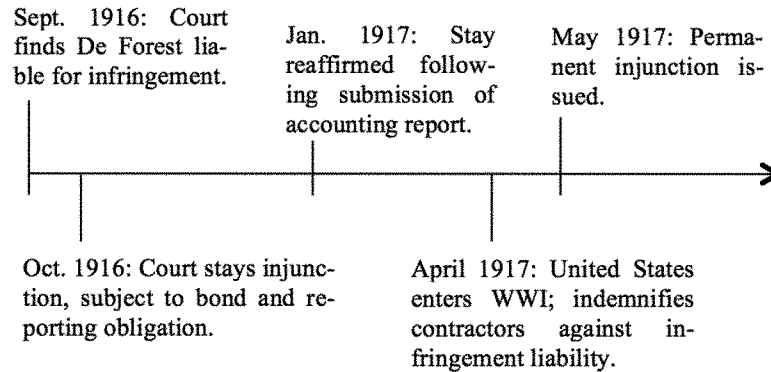 Sept. 1916: Court
finds De Forest lia-
ble for infringement.
Jan. 1917: Stay
reaffirmed follow-
ing submission of
accounting report.
May 1917: Perma-
nent injunction is-
sued.
Oct. 1916: Court stays injunc-
tion, subject to bond and re-
porting obligation.
April 1917: United States
enters WWI; indemnifies
contractors against in-
fringement liability.